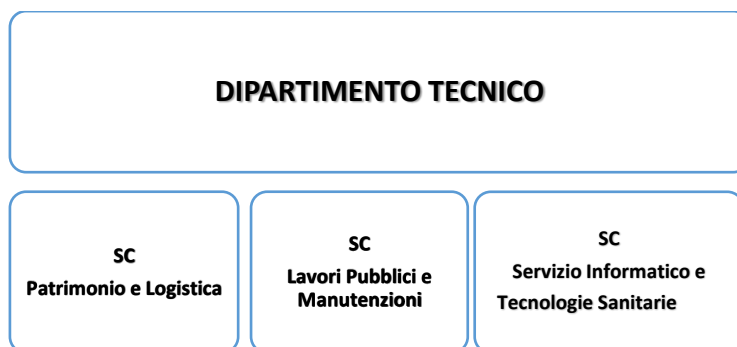 DIPARTIMENTO TECNICO
SC
Patrimonio e Logistica
SC
Lavori Pubblici e
Manutenzioni
SC
Servizio Informatico e
Tecnologie Sanitarie